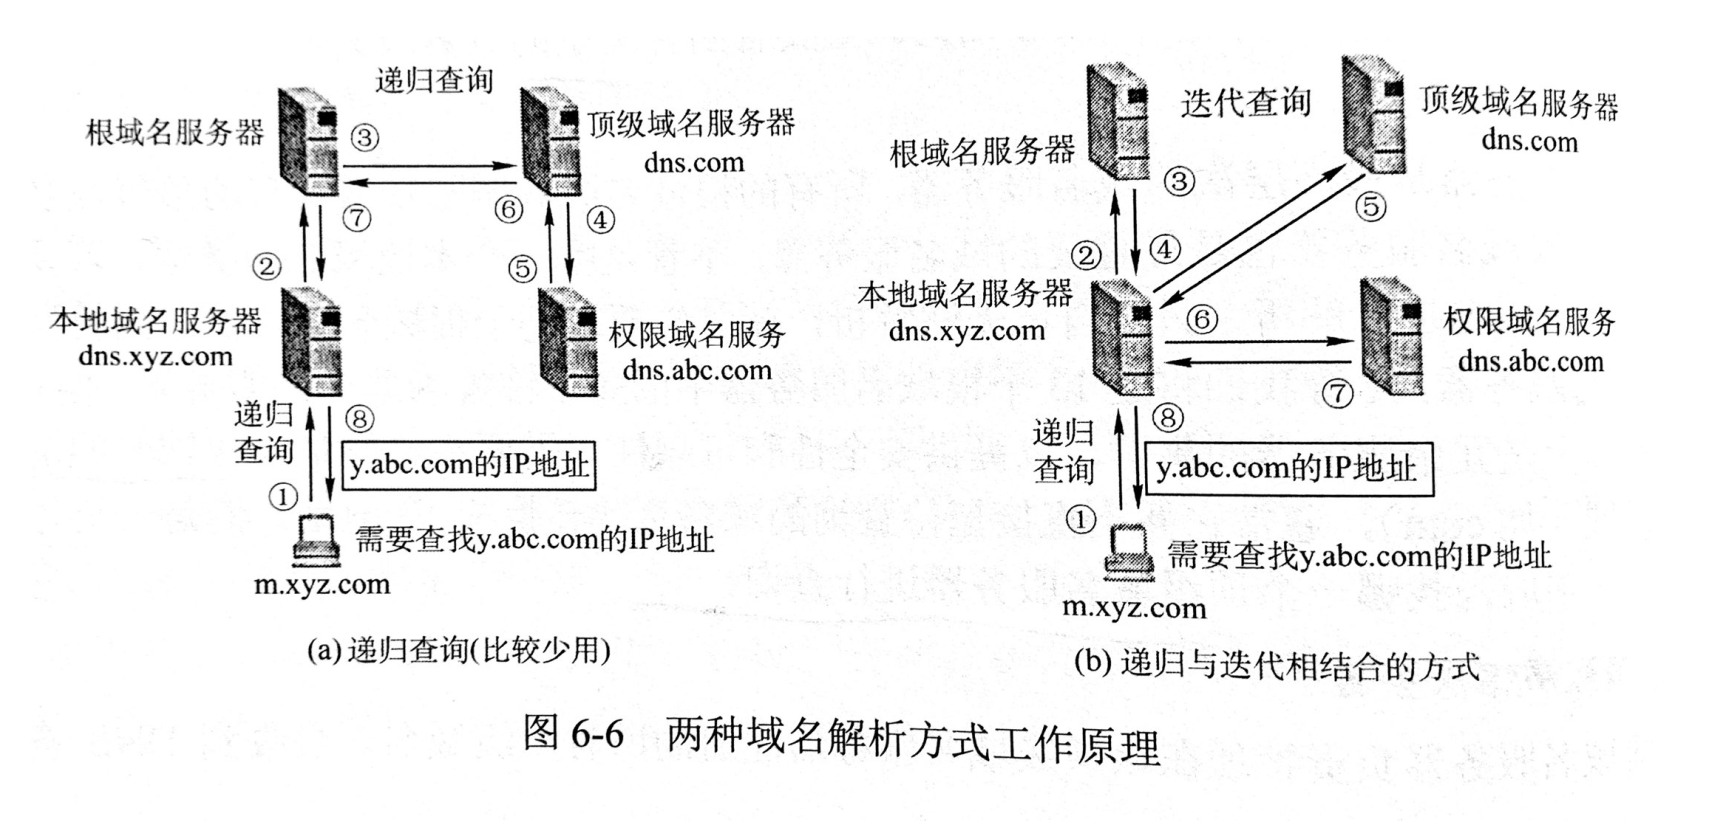 递归查询
根域名服务器
③
顶级域名服务器
dns.com
⑦
⑥
④
②
⑤
本地域名服务器
dns.xyz.com
权限域名服务
dns.abc.com
递归
查询
⑧
y.abc.com的IP地址
①
需要查找y.abc.com的IP地址
m.xyz.com
(a) 递归查询(比较少用)
迭代查询
顶级域名服务器
dns.com
根域名服务器
③
⑤
②
④
本地域名服务器
dns.xyz.com
⑥
权限域名服务
dns.abc.com
⑦
递归
查询
⑧
y.abc.com的IP地址
①
需要查找y.abc.com的IP地址
m.xyz.com
(b) 递归与迭代相结合的方式
图 6-6 两种域名解析方式工作原理